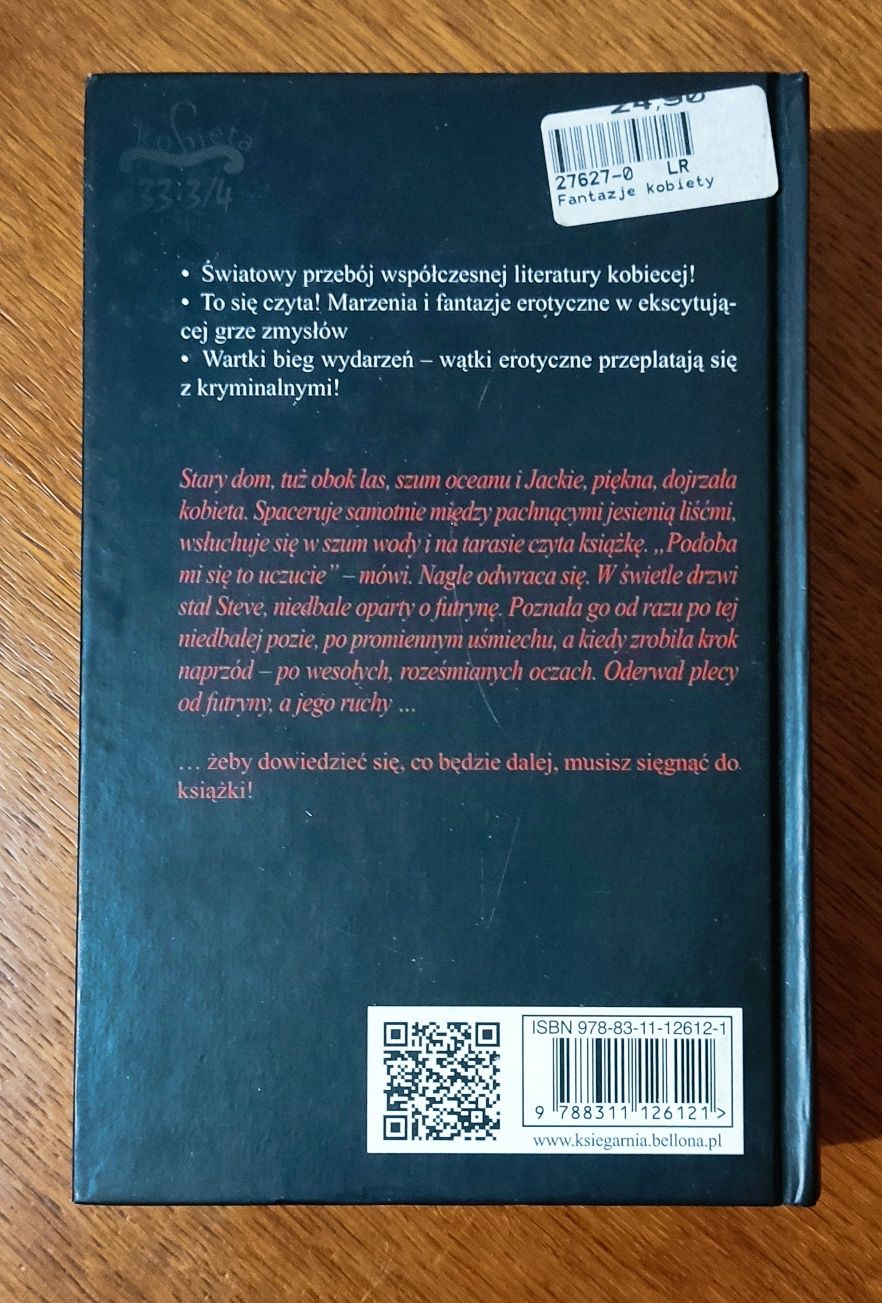 kobieta
33:3/4
24,90
27627-0 LR
Fantazje kobiety
• Światowy przebój współczesnej literatury kobiecej!
• To się czyta! Marzenia i fantazje erotyczne w ekscytują-
cej grze zmysłów
• Wartki bieg wydarzeń – wątki erotyczne przeplatają się
z kryminalnymi!
Stary dom, tuż obok las, szum oceanu i Jackie, piękna, dojrzała
kobieta. Spaceruje samotnie między pachnącymi jesienią liśćmi,
wsłuchuje się w szum wody i na tarasie czyta książkę. „Podoba
mi się to uczucie” – mówi. Nagle odwraca się. W świetle drzwi
stał Steve, niedbale oparty o futrynę. Poznała go od razu po tej
niedbałej pozie, po promiennym uśmiechu, a kiedy zrobiła krok
naprzód – po wesołych, roześmianych oczach. Oderwał plecy
od futryny, a jego ruchy ...
... żeby dowiedzieć się, co będzie dalej, musisz sięgnąć do
książki!
ISBN 978-83-11-12612-1
9 788311 126121 >
www.ksiegarnia.bellona.pl